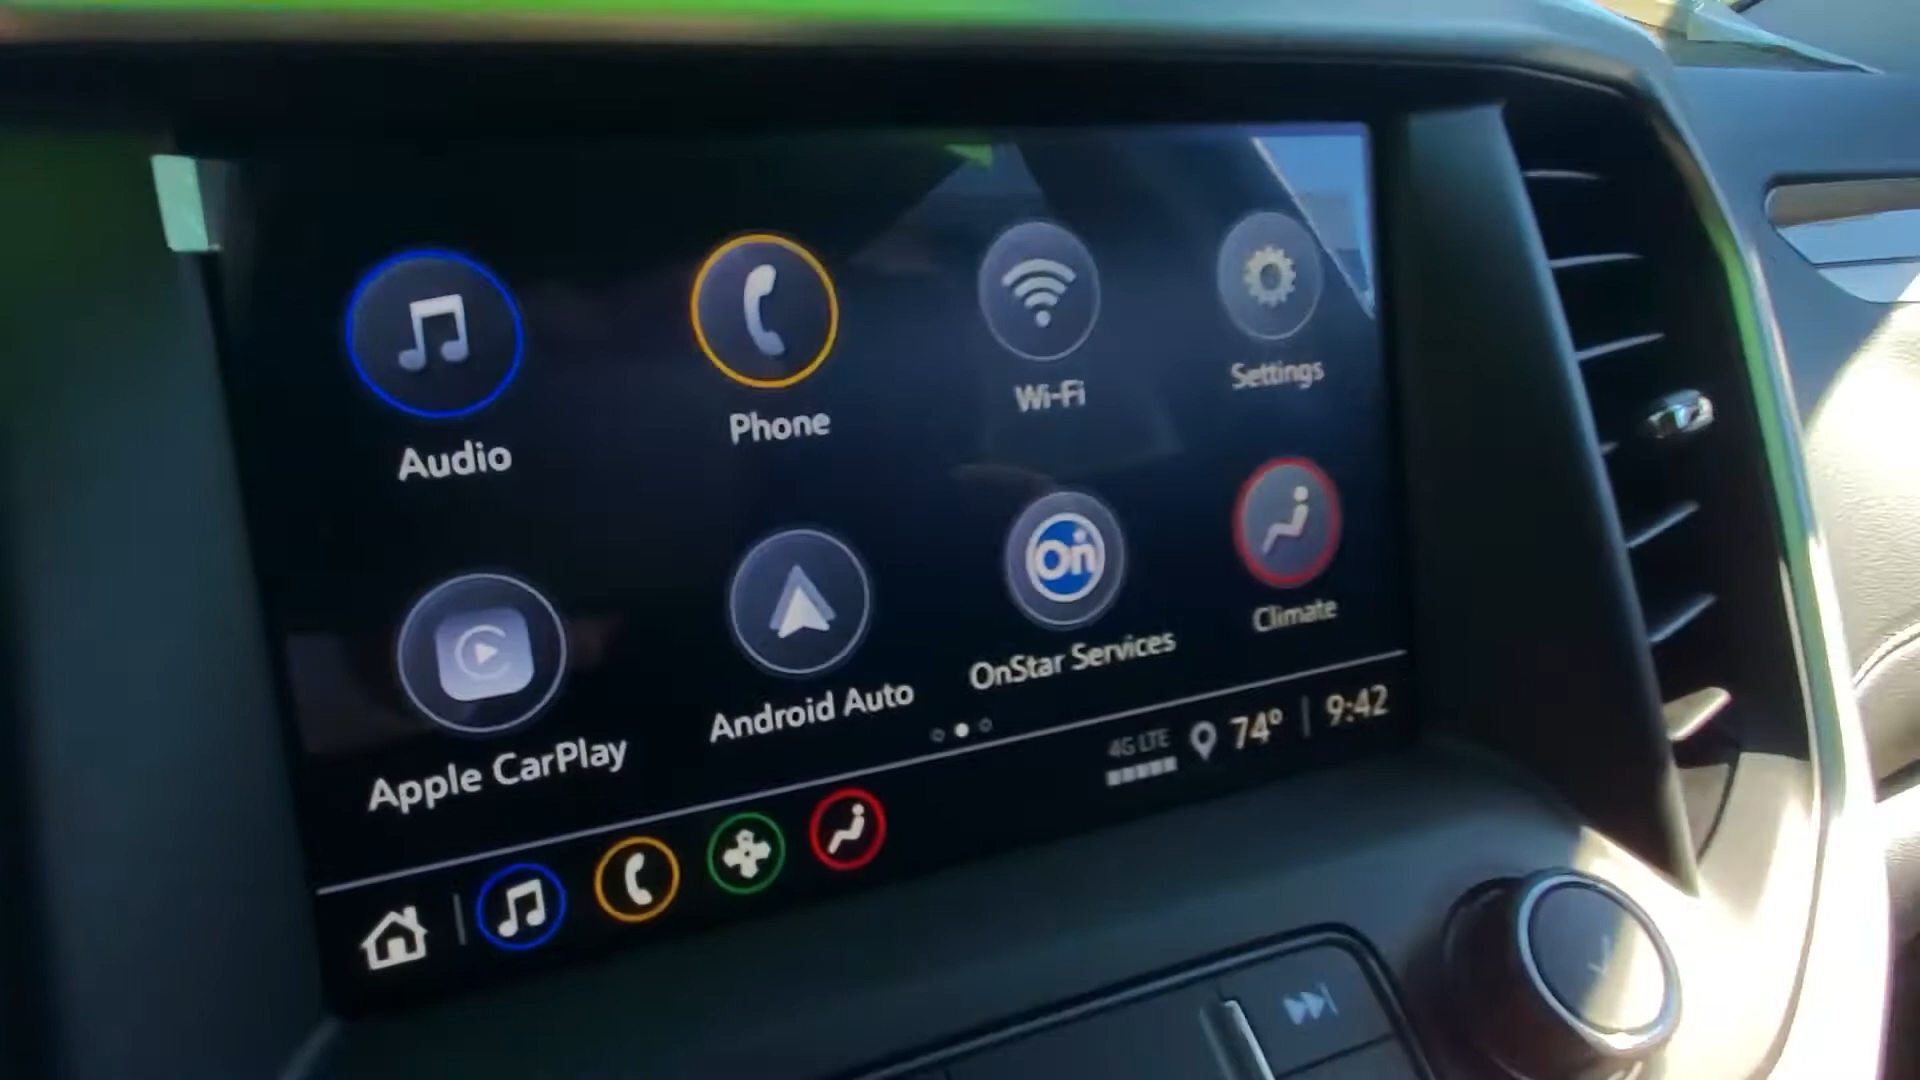 Audio
Phone
Wi-Fi
Settings
Apple CarPlay
Android Auto
On
OnStar Services
Climate
4G LTE
74°
9:42